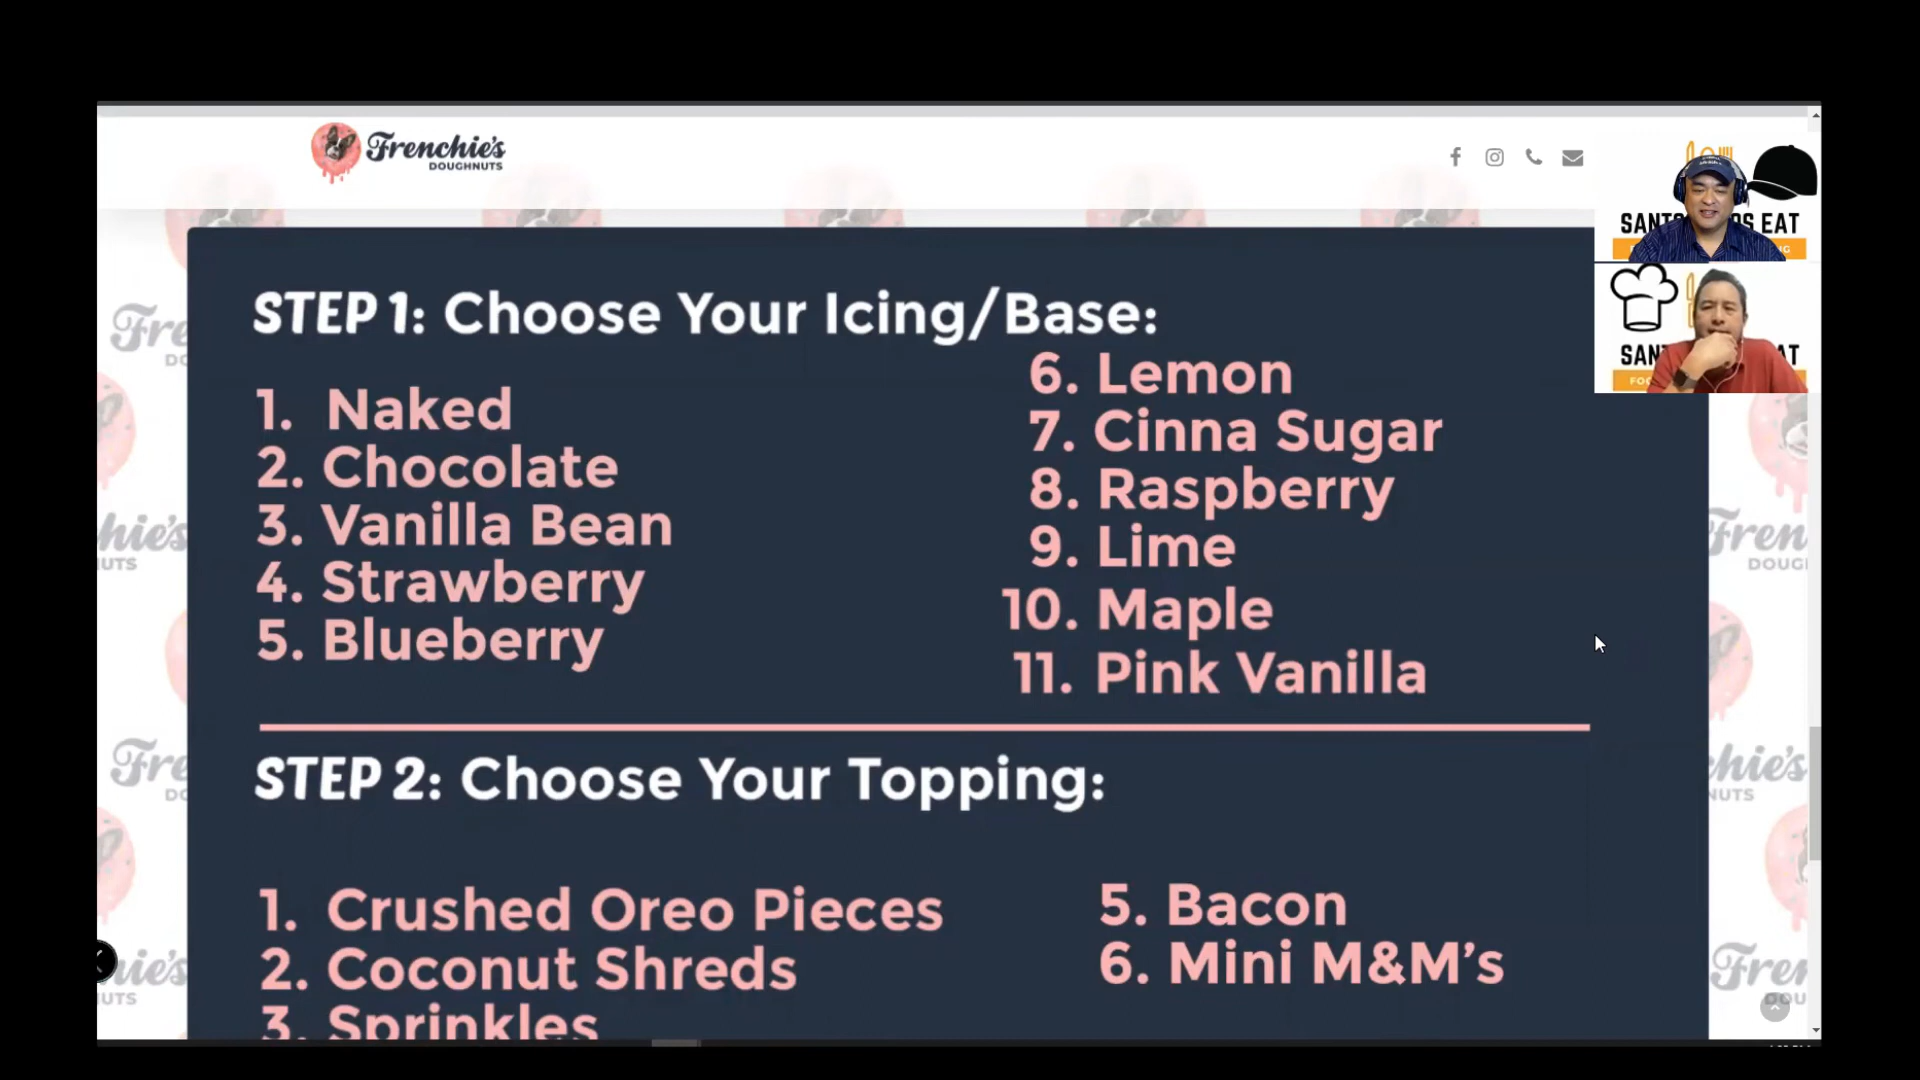 Frenchie's
DOUGHNUTS
STEP 1: Choose Your Icing/Base:
1. Naked
2. Chocolate
3. Vanilla Bean
4. Strawberry
5. Blueberry
6. Lemon
7. Cinna Sugar
8. Raspberry
9. Lime
10. Maple
11. Pink Vanilla
STEP 2: Choose Your Topping:
1. Crushed Oreo Pieces
2. Coconut Shreds
3. Sprinkles
5. Bacon
6. Mini M&M's
EAT